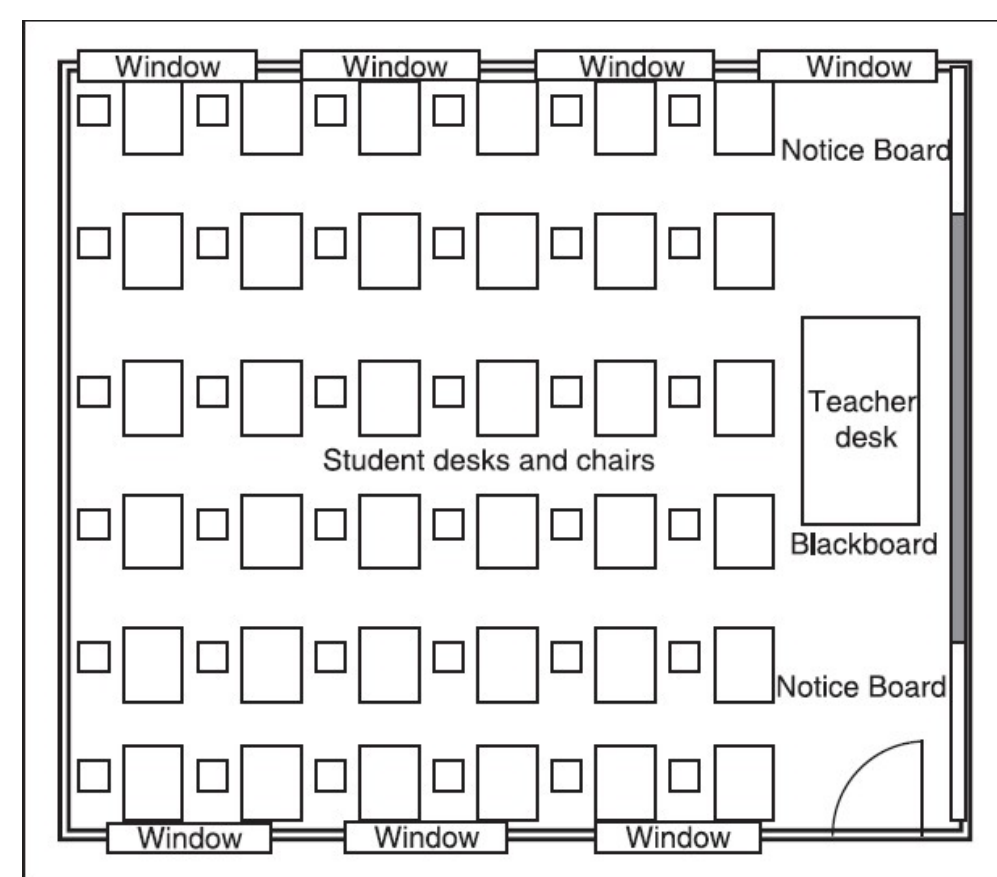 Window
Window
Window
Window
Notice Board
Teacher
desk
Student desks and chairs
Blackboard
Notice Board
Window
Window
Window